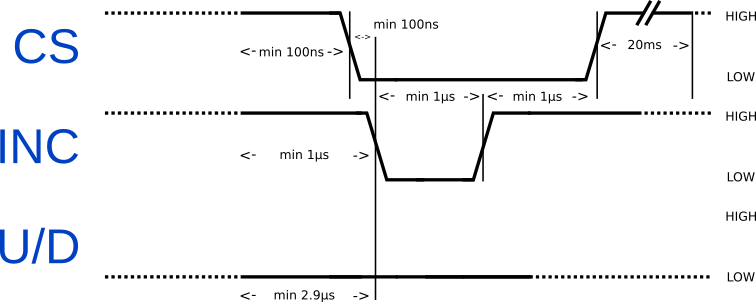 min 100ns
HIGH
CS
<- min 100ns ->
<->
<- 20ms ->
LOW
<- min 1µs -> <- min 1µs ->
HIGH
INC
<- min 1µs ->
LOW
HIGH
U/D
LOW
<- min 2.9µs ->